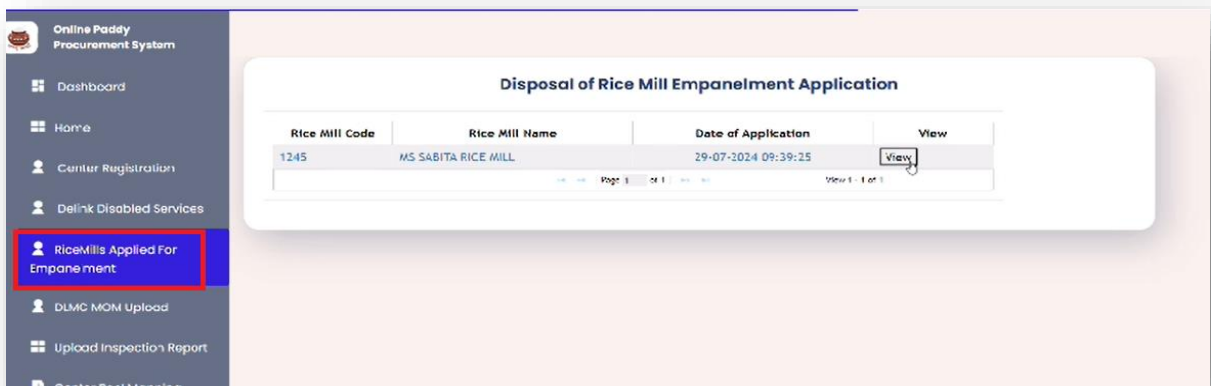 Online Paddy
Procurement System
Dashboard
Home
Center Registration
Delink Disabled Services
RiceMills Applied For
Empanelment
DLMC MOM Upload
Upload Inspection Report
Disposal of Rice Mill Empanelment Application
Rice Mill Code Rice Mill Name Date of Application View
1245 MS SABITA RICE MILL 29-07-2024 09:39:25 View
Page 1 of 1 View 1 - 1 of 1